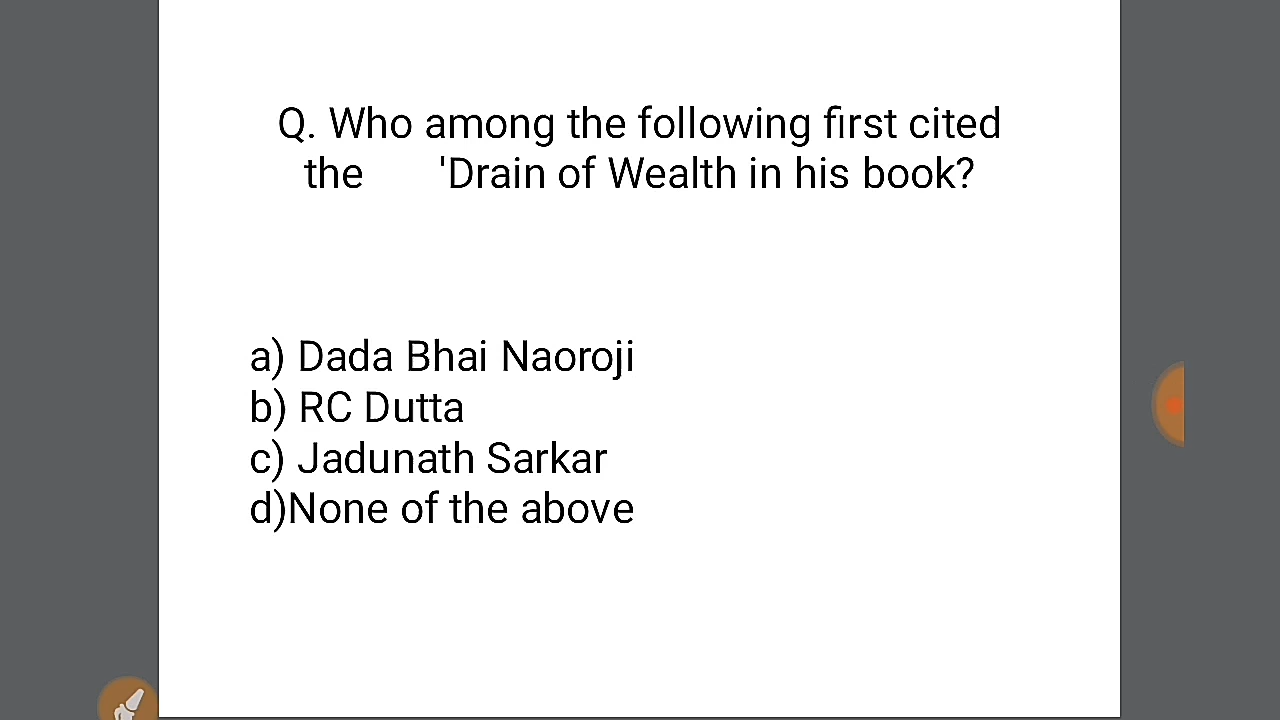 Q. Who among the following first cited
the 'Drain of Wealth in his book?
a) Dada Bhai Naoroji
b) RC Dutta
c) Jadunath Sarkar
d)None of the above